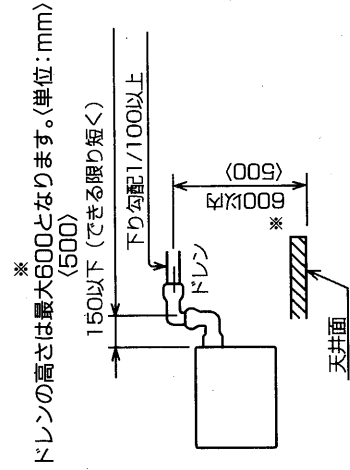 ドレンの高さは最大600となります。〈単位:mm〉
※
〈500〉
150以下(できる限り短く)
下り勾配1/100以上
ドレン
600以内
〈500〉
※
天井面